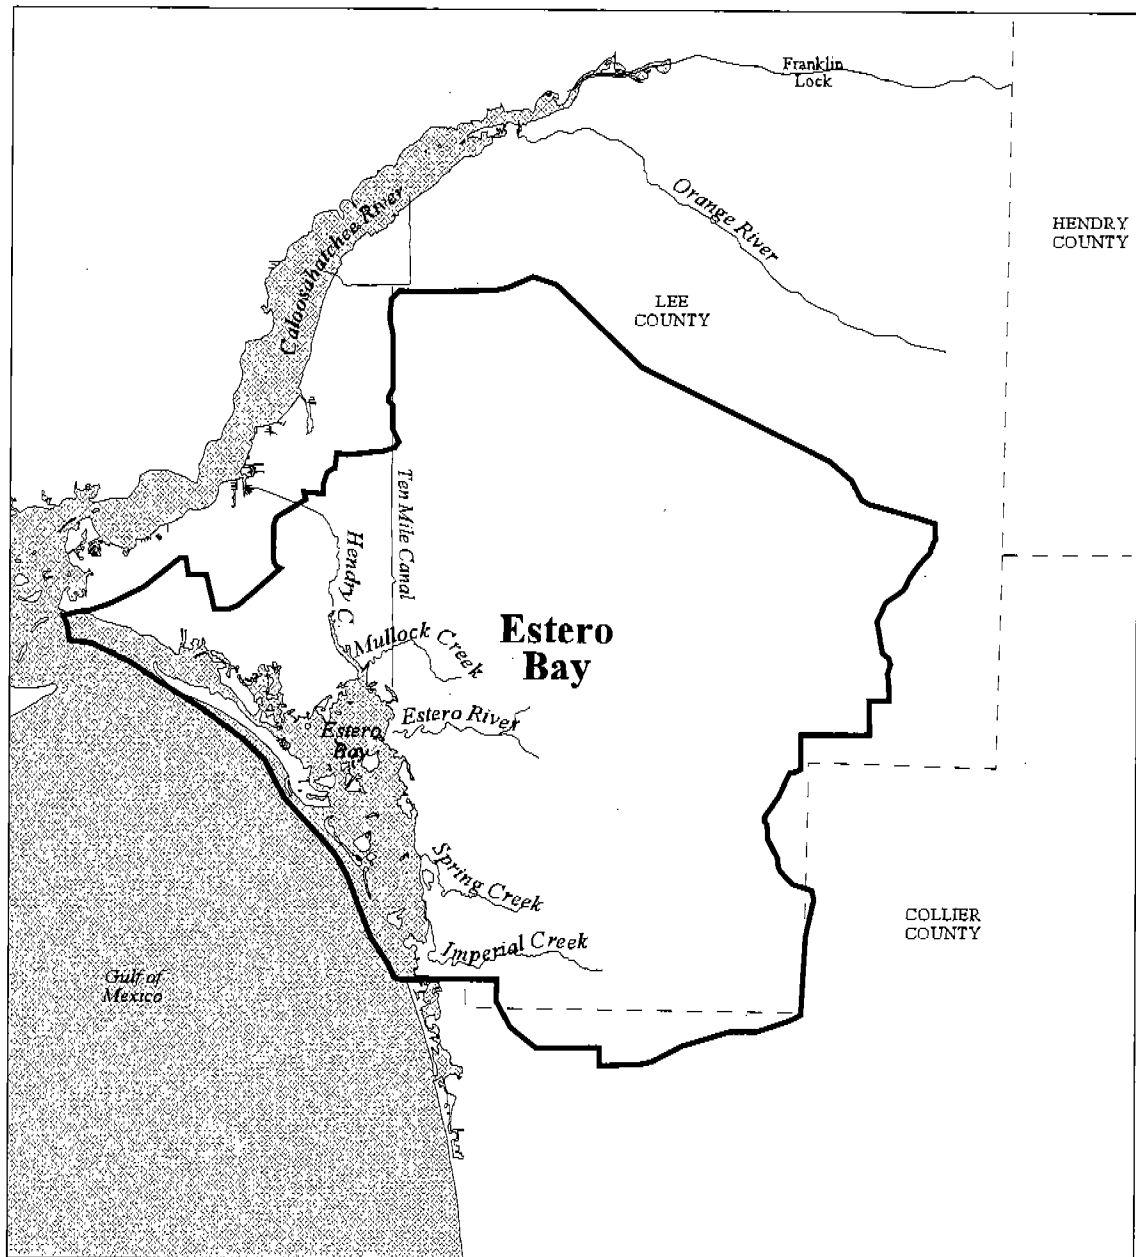 Franklin
Lock
Orange River
Caloosahatchee River
HENDRY
COUNTY
LEE
COUNTY
Ten Mile Canal
Hendry C.
Mullock Creek
Estero
Bay
Estero River
Estero
Bay
Spring Creek
Imperial Creek
COLLIER
COUNTY
Gulf of
Mexico